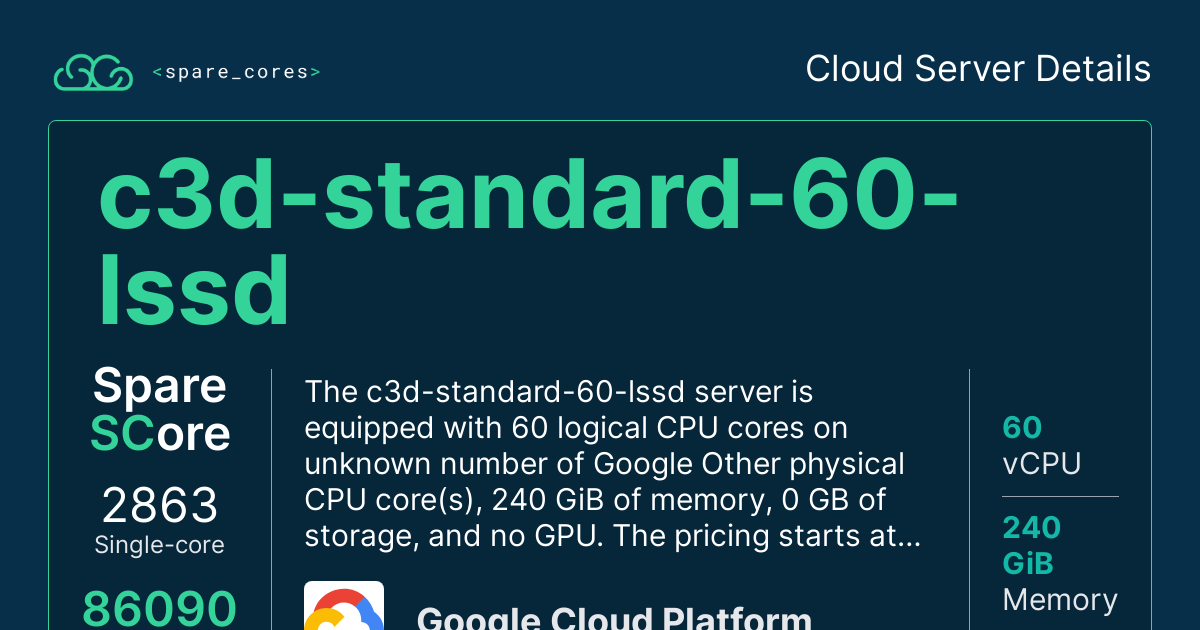 <spare_cores>
Cloud Server Details
c3d-standard-60-
lssd
Spare
SCore
2863
Single-core
86090
The c3d-standard-60-lssd server is
equipped with 60 logical CPU cores on
unknown number of Google Other physical
CPU core(s), 240 GiB of memory, 0 GB of
storage, and no GPU. The pricing starts at...
Google Cloud Platform
60
vCPU
240
GiB
Memory